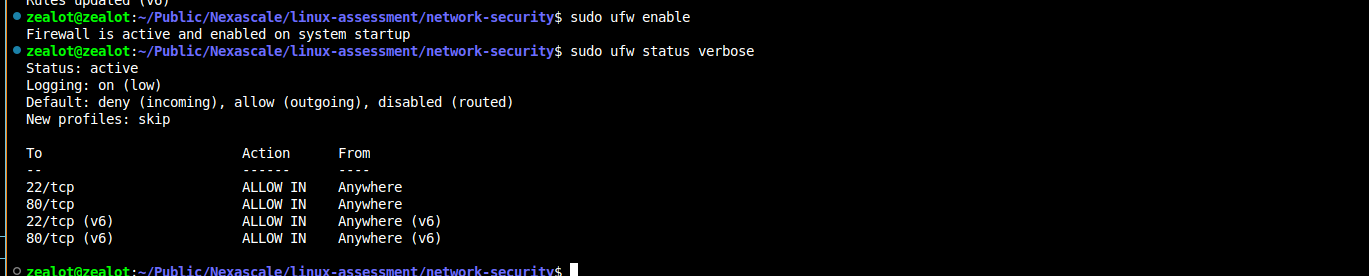 Rules updated (v6)
zealot@zealot:~/Public/Nexascale/linux-assessment/network-security$ sudo ufw enable
Firewall is active and enabled on system startup
zealot@zealot:~/Public/Nexascale/linux-assessment/network-security$ sudo ufw status verbose
Status: active
Logging: on (low)
Default: deny (incoming), allow (outgoing), disabled (routed)
New profiles: skip

To                         Action      From
--                         ------      ----
22/tcp                     ALLOW IN    Anywhere
80/tcp                     ALLOW IN    Anywhere
22/tcp (v6)                ALLOW IN    Anywhere (v6)
80/tcp (v6)                ALLOW IN    Anywhere (v6)

zealot@zealot:~/Public/Nexascale/linux-assessment/network-security$